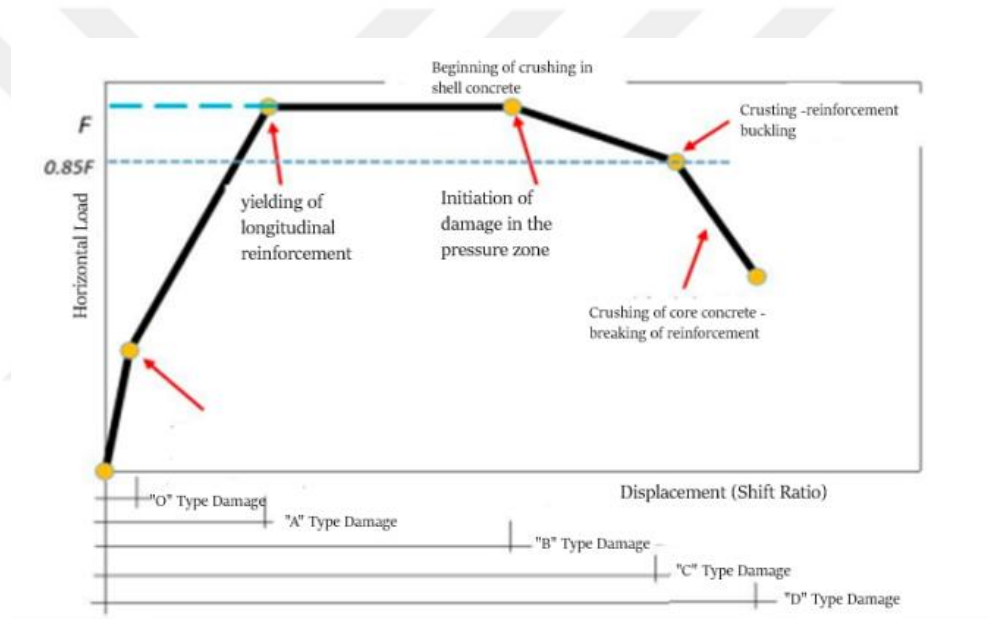 Beginning of crushing in
shell concrete
Crusting -reinforcement
buckling
F
0.85F
yielding of
longitudinal
reinforcement
Initiation of
damage in the
pressure zone
Horizontal Load
Crushing of core concrete -
breaking of reinforcement
Displacement (Shift Ratio)
"O" Type Damage
"A" Type Damage
"B" Type Damage
"C" Type Damage
"D" Type Damage